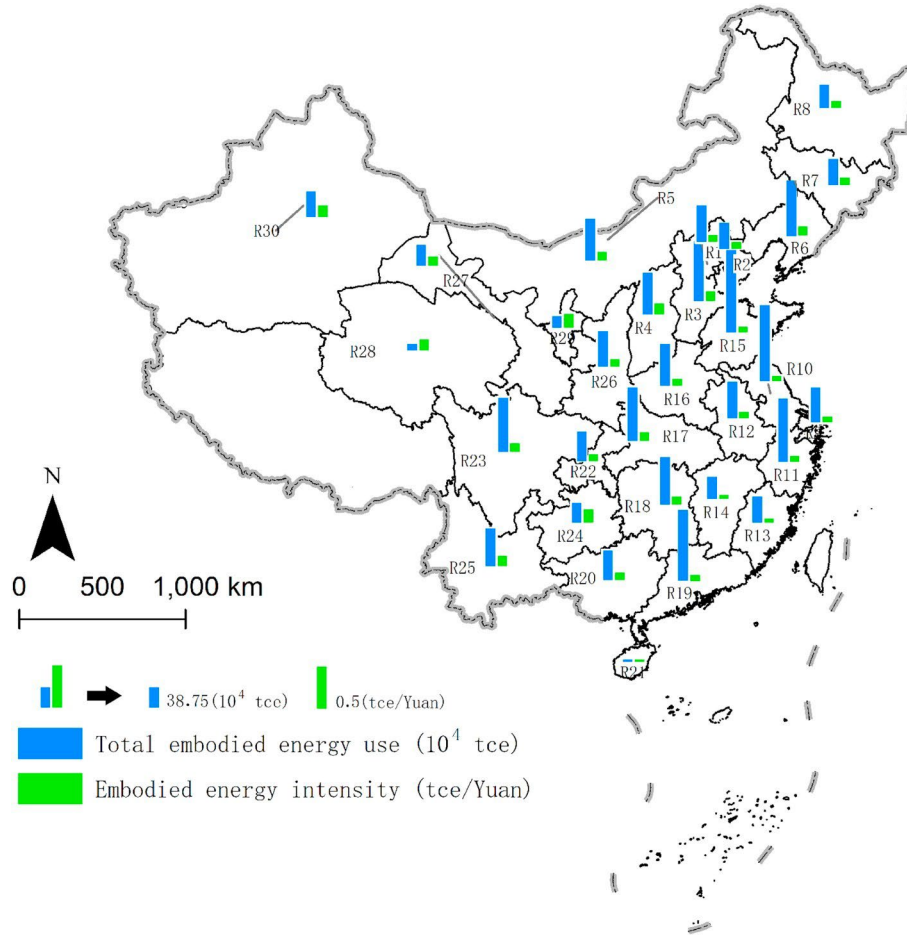 R8
R7
R5
R30
R6
R1
R2
R27
R3
R4
R29
R15
R28
R10
R26
R16
R12
R17
R11
R23
R22
R18
R14
R24
R13
N
R25
R20
R19
0 500 1,000 km
R21
38.75(10⁴ tce) 0.5(tce/Yuan)
Total embodied energy use (10⁴ tce)
Embodied energy intensity (tce/Yuan)